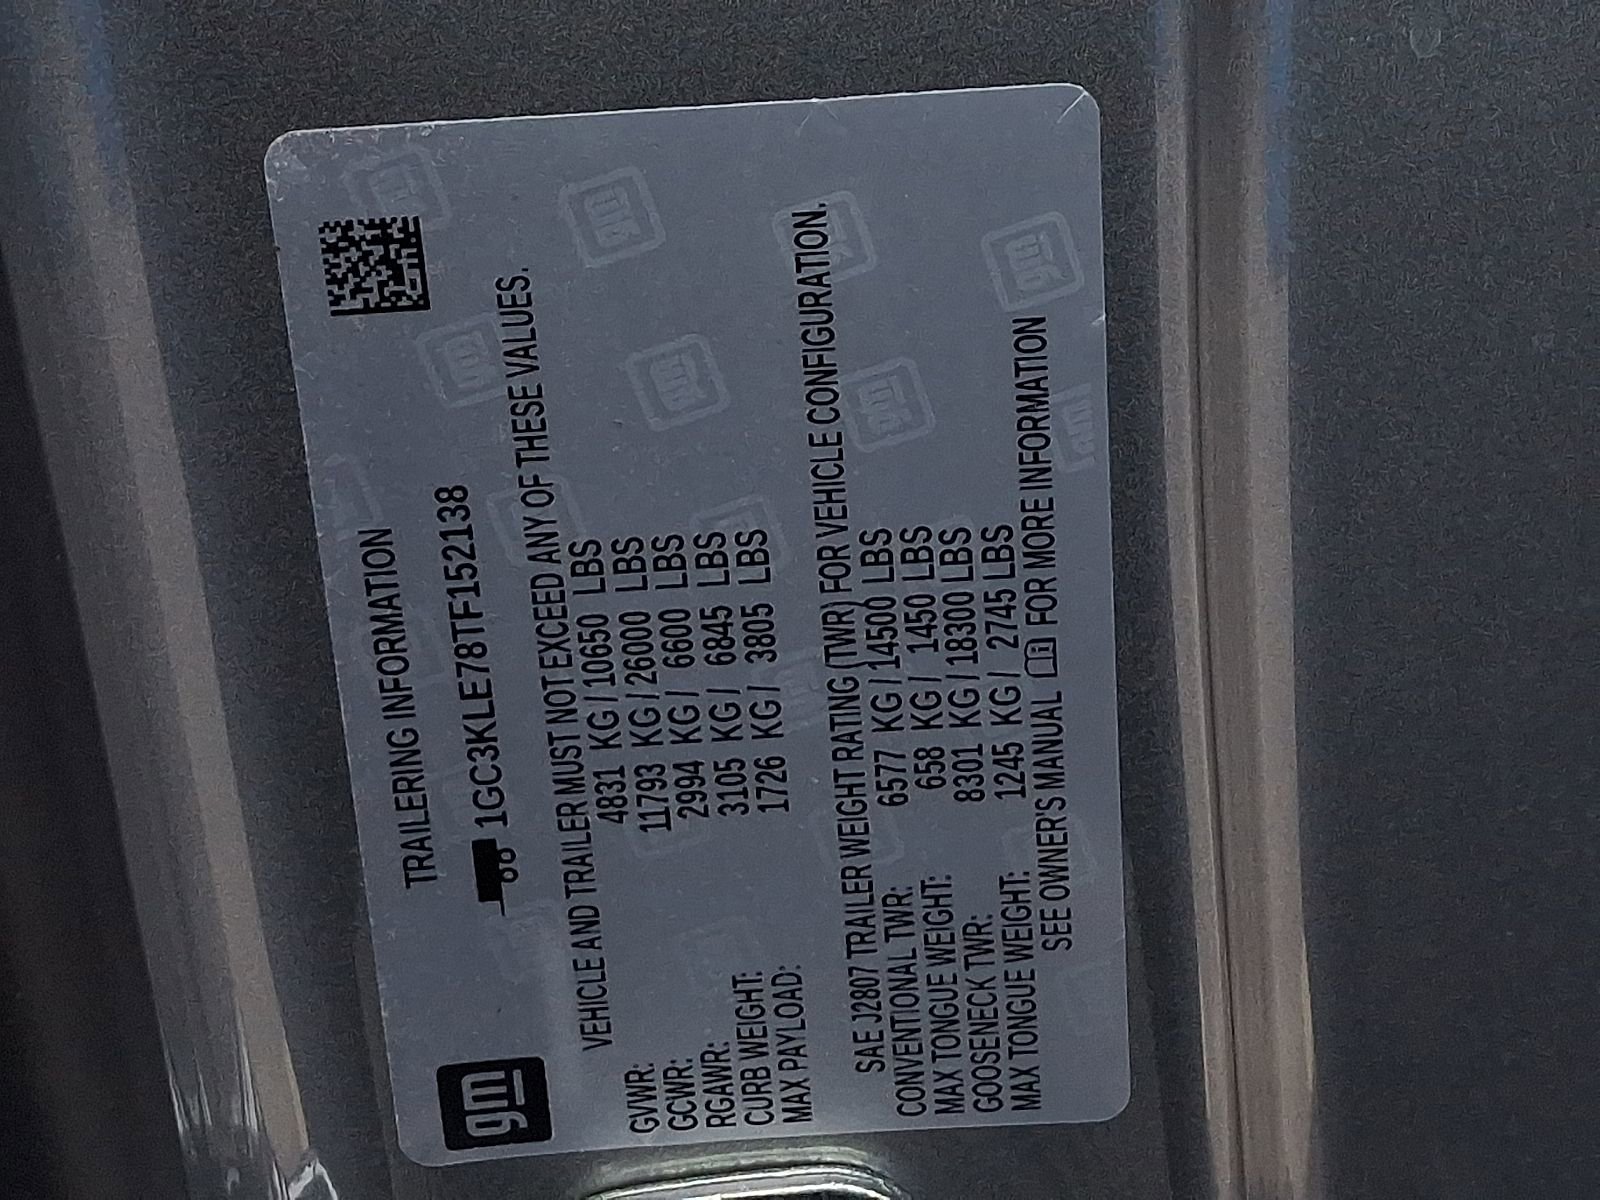 gm
TRAILERING INFORMATION
1GC3KLE78TF152138
VEHICLE AND TRAILER MUST NOT EXCEED ANY OF THESE VALUES.
GVWR: 4831 KG / 10650 LBS
GCWR: 11793 KG / 26000 LBS
RGAWR: 2994 KG / 6600 LBS
CURB WEIGHT: 3105 KG / 6845 LBS
MAX PAYLOAD: 1726 KG / 3805 LBS
SAE J2807 TRAILER WEIGHT RATING (TWR) FOR VEHICLE CONFIGURATION.
CONVENTIONAL TWR: 6577 KG / 14500 LBS
MAX TONGUE WEIGHT: 658 KG / 1450 LBS
GOOSENECK TWR: 8301 KG / 18300 LBS
MAX TONGUE WEIGHT: 1245 KG / 2745 LBS
SEE OWNER'S MANUAL FOR MORE INFORMATION